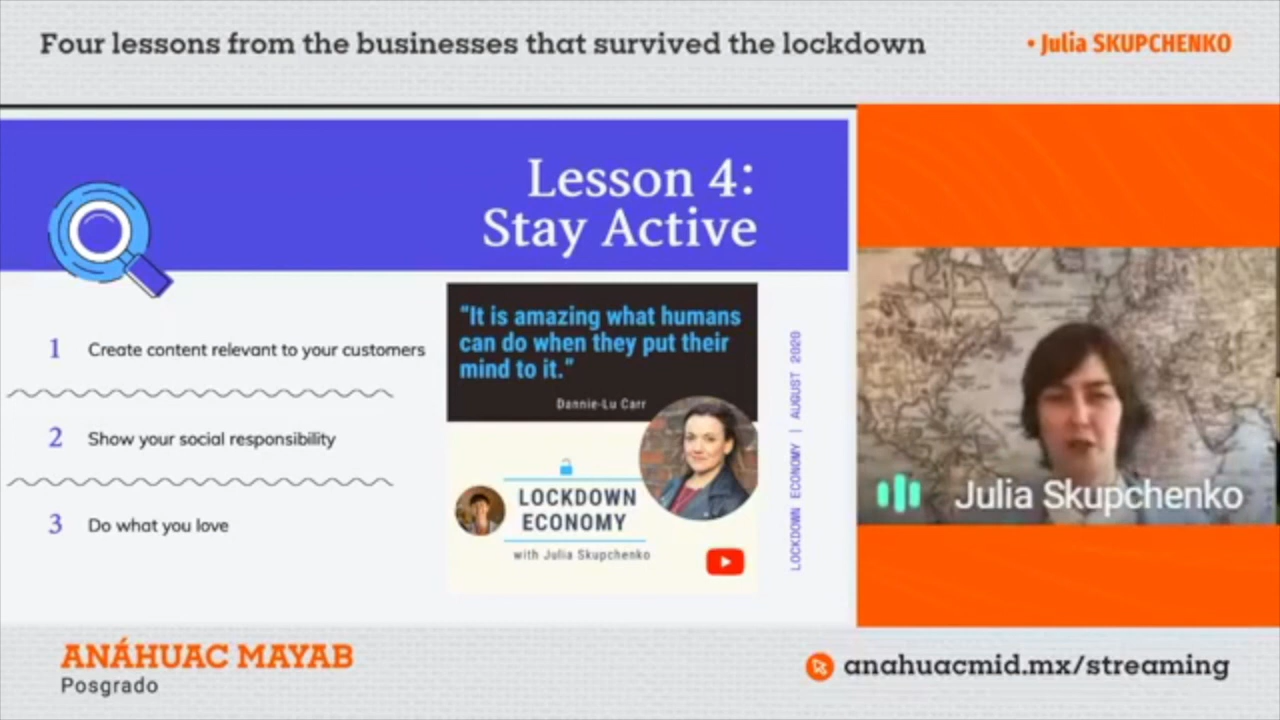 Four lessons from the businesses that survived the lockdown
• Julia SKUPCHENKO
Lesson 4:
Stay Active
1 Create content relevant to your customers
2 Show your social responsibility
3 Do what you love
“It is amazing what humans
can do when they put their
mind to it.”
Dannie-Lu Carr
LOCKDOWN
ECONOMY
with Julia Skupchenko
LOCKDOWN ECONOMY | AUGUST 2020
Julia Skupchenko
ANÁHUAC MAYAB
Posgrado
anahuacmid.mx/streaming